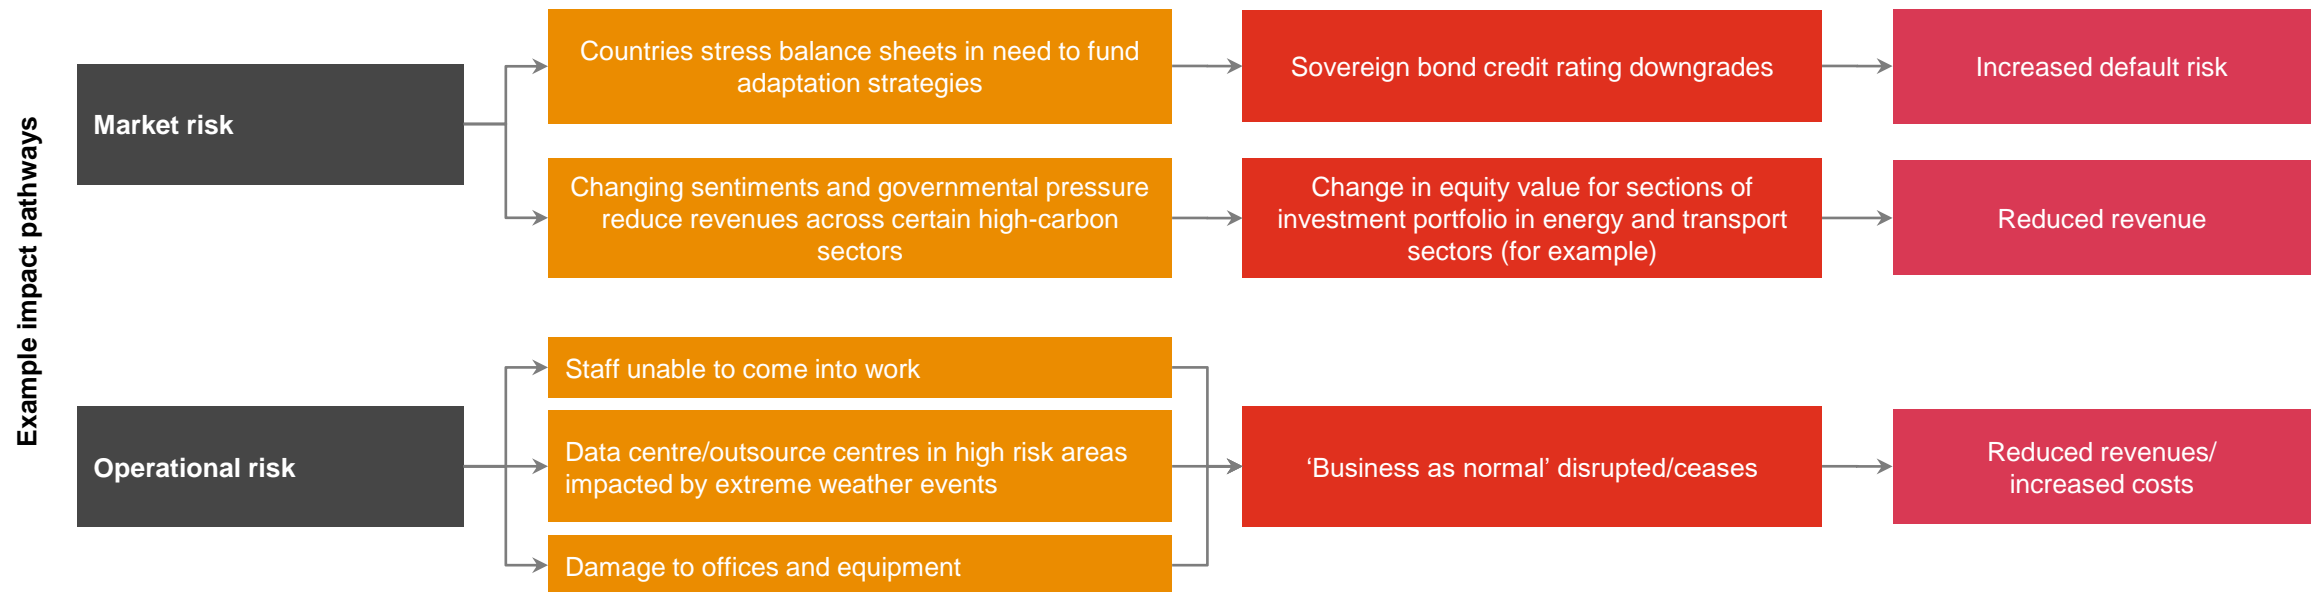 Example impact pathways
Market risk
Countries stress balance sheets in need to fund
adaptation strategies
Sovereign bond credit rating downgrades
Increased default risk
Changing sentiments and governmental pressure
reduce revenues across certain high-carbon
sectors
Change in equity value for sections of
investment portfolio in energy and transport
sectors (for example)
Reduced revenue
Operational risk
Staff unable to come into work
Data centre/outsource centres in high risk areas
impacted by extreme weather events
Damage to offices and equipment
‘Business as normal’ disrupted/ceases
Reduced revenues/
increased costs